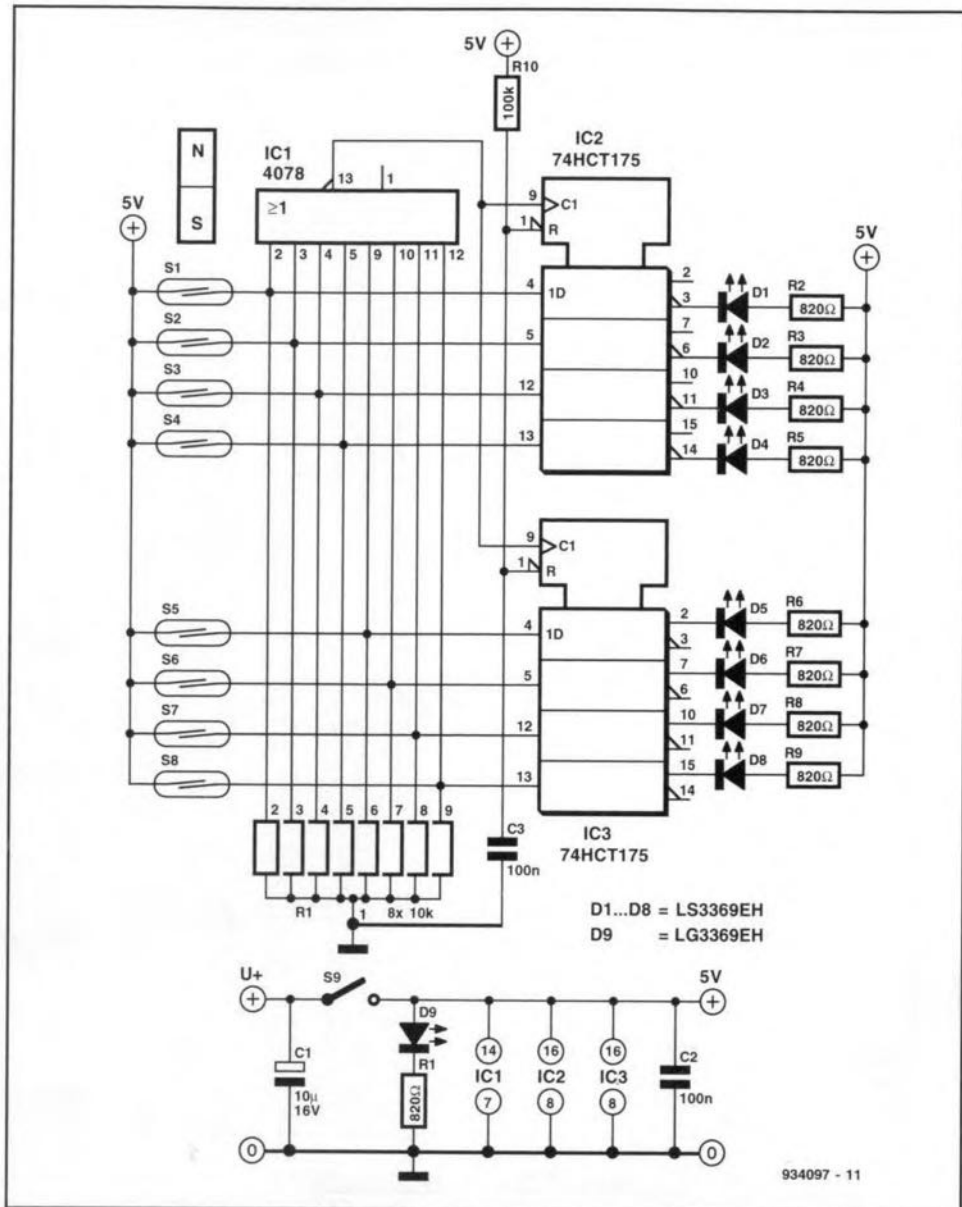 5V
R10
100k
N
S
IC1
4078
13
1
≥1
2 3 4 5 9 10 11 12
IC2
74HCT175
9
C1
1
R
5V
5V
S1
4
1D
2
3
D1
R2
820Ω
S2
5
7
6
D2
R3
820Ω
S3
12
10
11
D3
R4
820Ω
S4
13
15
14
D4
R5
820Ω
9
C1
1
R
S5
4
1D
2
3
D5
R6
820Ω
S6
5
7
6
D6
R7
820Ω
S7
12
10
11
D7
R8
820Ω
S8
13
15
14
D8
R9
820Ω
2 3 4 5 6 7 8 9
R1
1
8x 10k
C3
100n
IC3
74HCT175
D1...D8 = LS3369EH
D9 = LG3369EH
U+
S9
5V
C1
10µ
16V
D9
R1
820Ω
14
IC1
7
16
IC2
8
16
IC3
8
C2
100n
0
0
934097 - 11